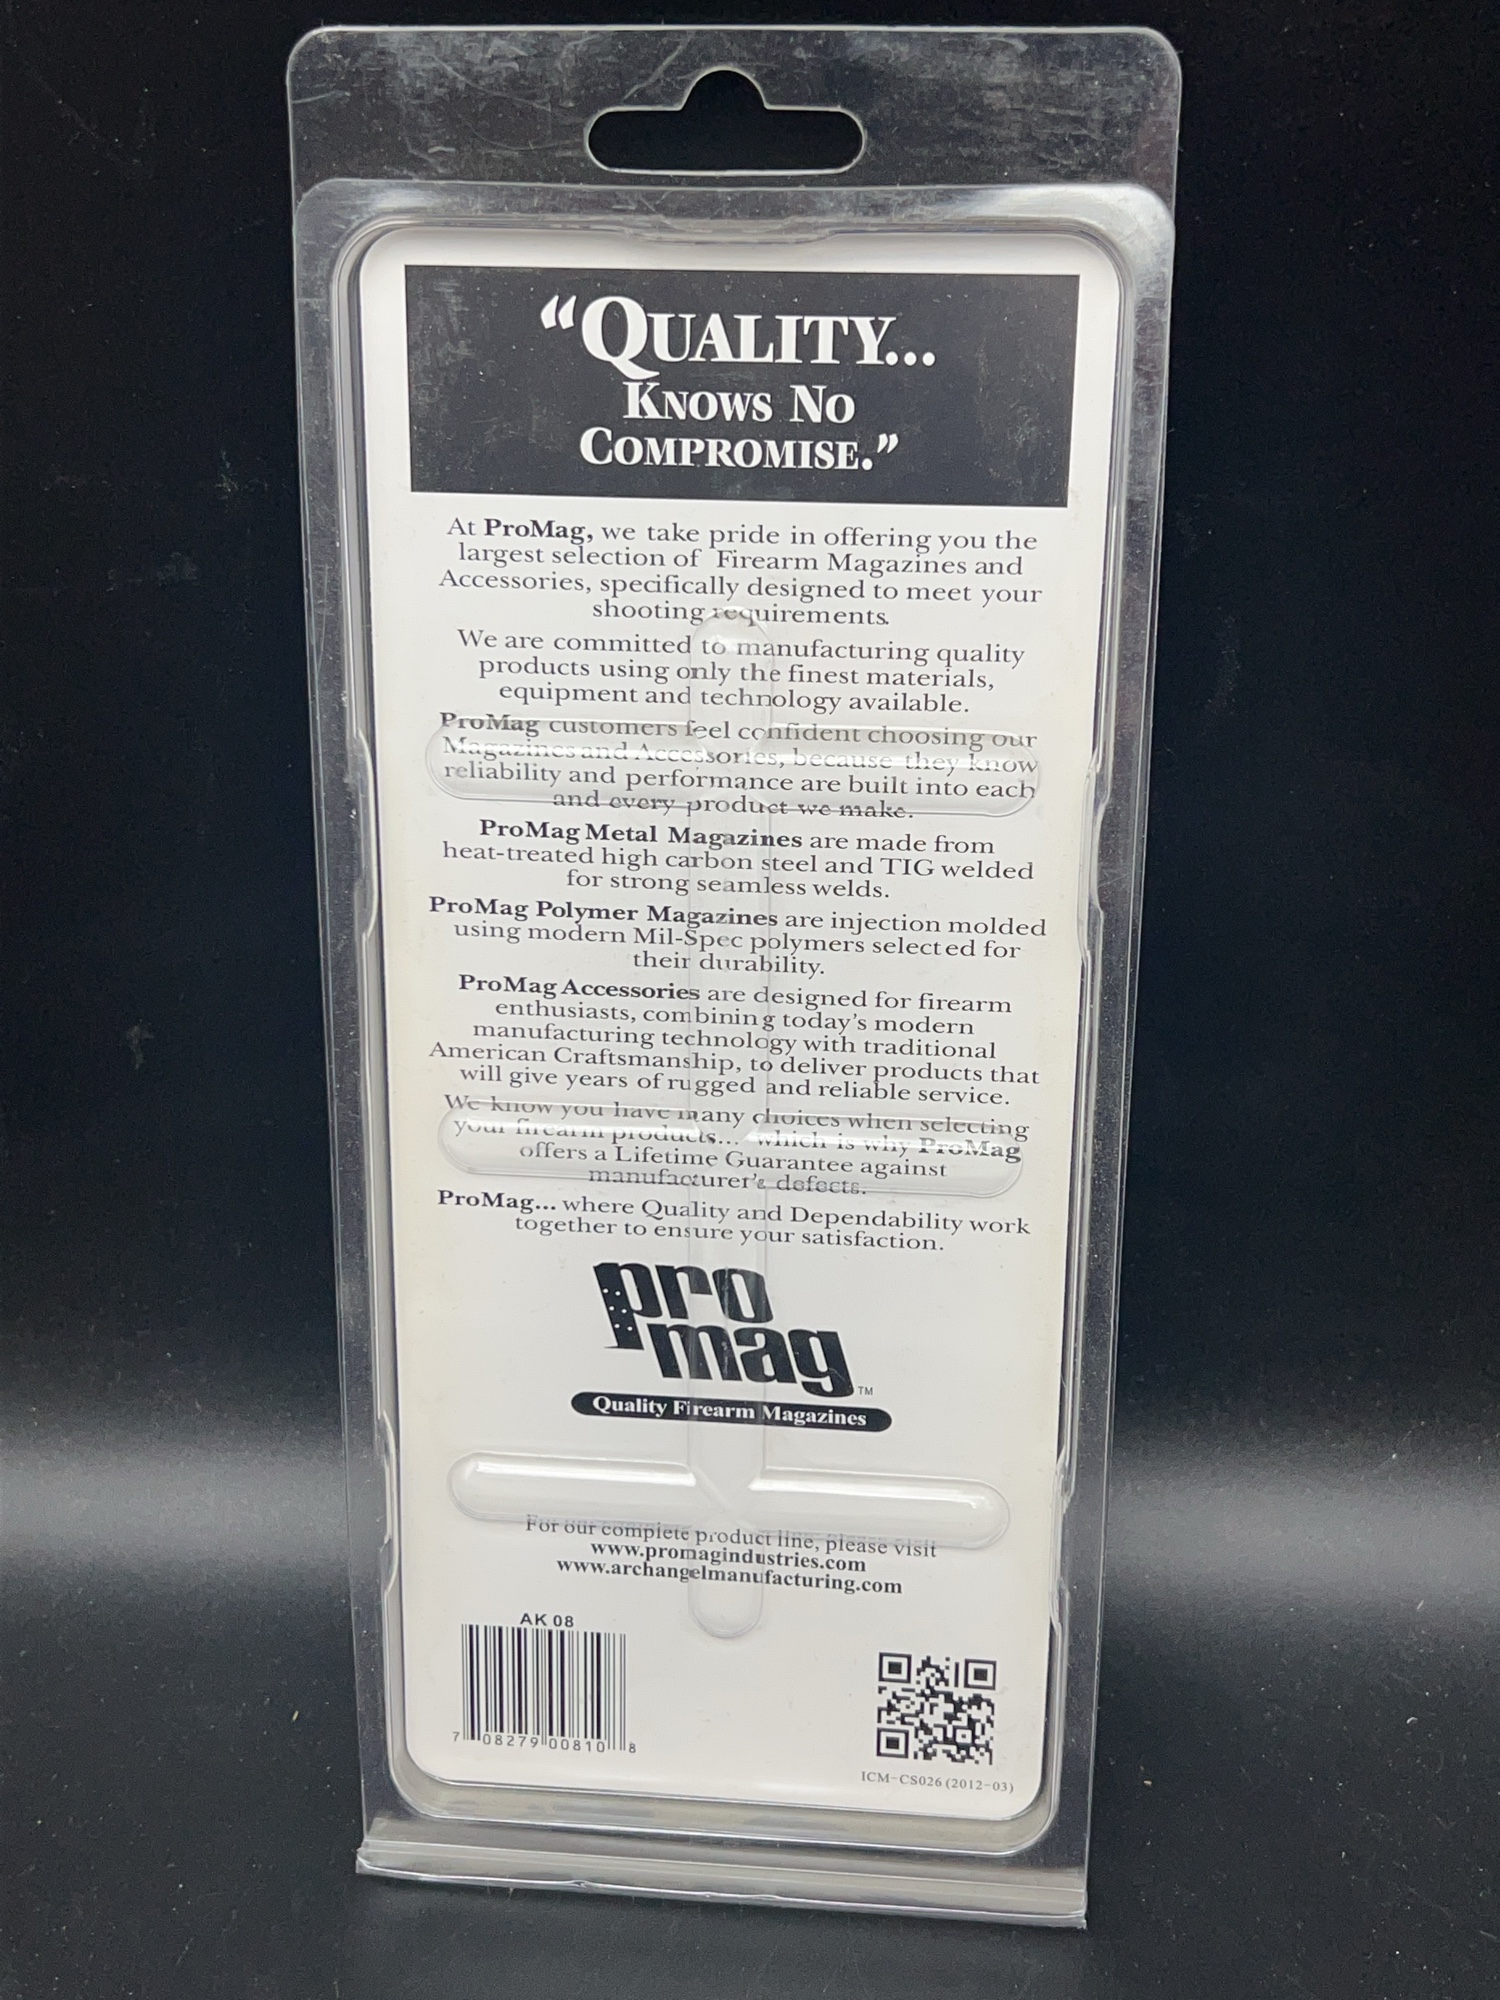 “QUALITY...
KNOWS NO
COMPROMISE.”
At ProMag, we take pride in offering you the
largest selection of Firearm Magazines and
Accessories, specifically designed to meet your
shooting requirements.
We are committed to manufacturing quality
products using only the finest materials,
equipment and technology available.
ProMag customers feel confident choosing our
Magazines and Accessories, because they know
reliability and performance are built into each
and every product we make.
ProMag Metal Magazines are made from
heat-treated high carbon steel and TIG welded
for strong seamless welds.
ProMag Polymer Magazines are injection molded
using modern Mil-Spec polymers selected for
their durability.
ProMag Accessories are designed for firearm
enthusiasts, combining today's modern
manufacturing technology with traditional
American Craftsmanship, to deliver products that
will give years of rugged and reliable service.
We know you have many choices when selecting
your firearm products... which is why ProMag
offers a Lifetime Guarantee against
manufacturer's defects.
ProMag... where Quality and Dependability work
together to ensure your satisfaction.
pro
mag™
Quality Firearm Magazines
For our complete product line, please visit
www.promagindustries.com
www.archangelmanufacturing.com
AK 08
7 08279 00810 8
ICM-CS026 (2012-03)